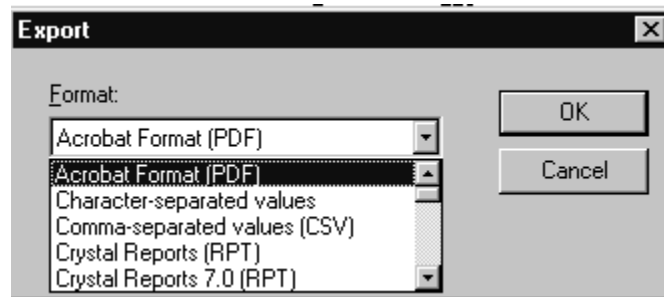 Export
Format:
Acrobat Format (PDF)
OK
Acrobat Format (PDF)
Cancel
Character-separated values
Comma-separated values (CSV)
Crystal Reports (RPT)
Crystal Reports 7.0 (RPT)